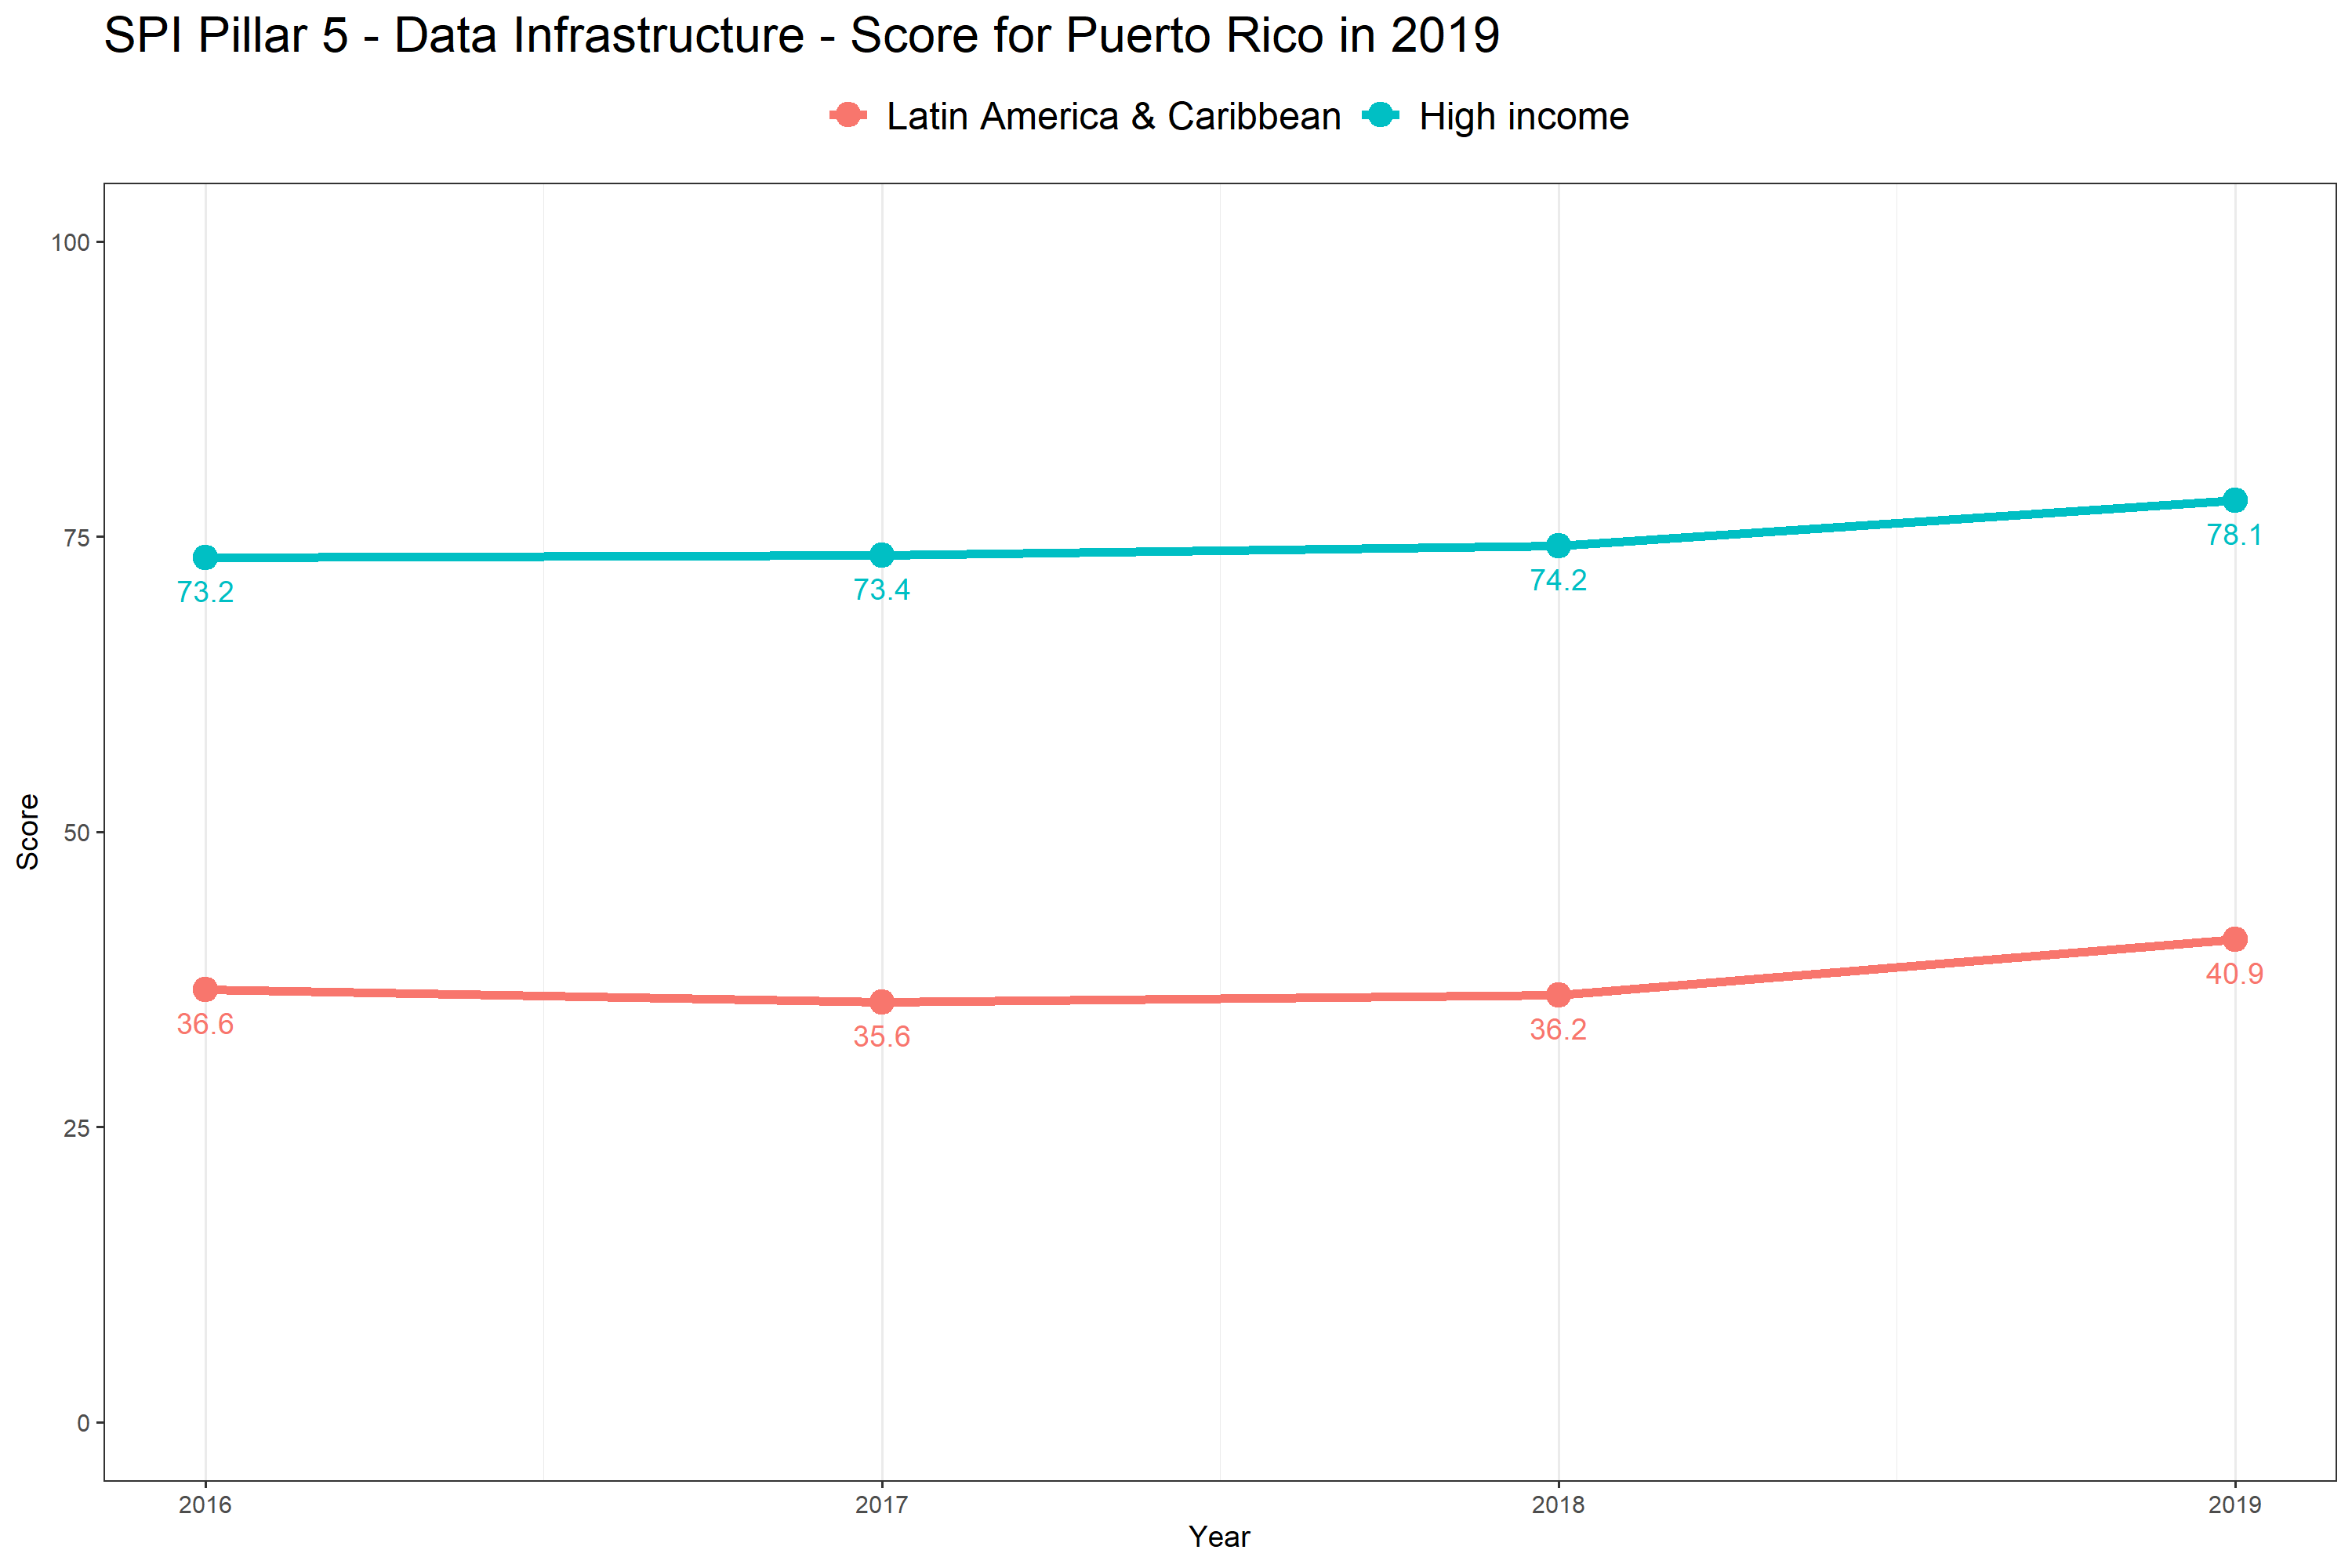 SPI Pillar 5 - Data Infrastructure - Score for Puerto Rico in 2019
Latin America & Caribbean High income
100
75
50
25
0
Score
73.2
73.4
74.2
78.1
36.6
35.6
36.2
40.9
2016 2017 2018 2019
Year